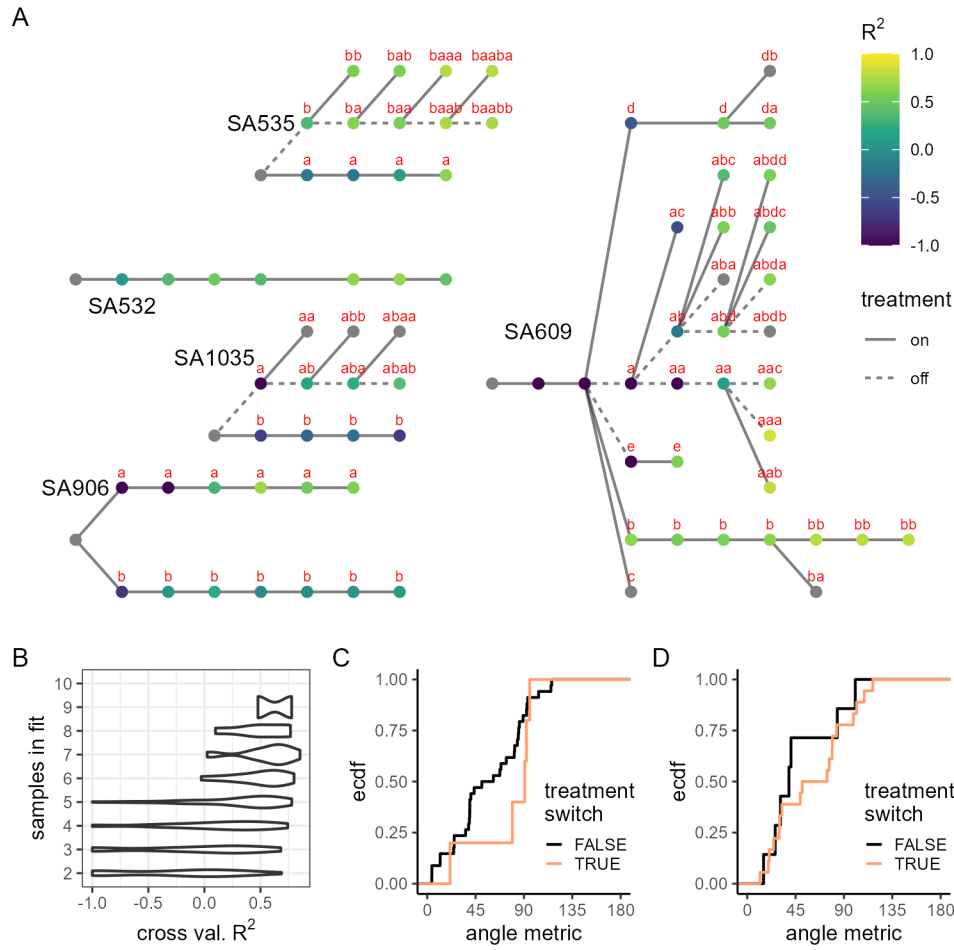 A
bb bab baaa baaba
b ba baa baab baabb
SA535
a a a a
SA532
aa abb abaa
SA1035
a ab aba abab
b b b b
a a a a a a
SA906
b b b b b b b
db
d d da
abc abdd
ac abb abdc
aba abda
ab abd abdb
SA609
a aa aa aac
aaa
e e
aab
b b b b bb bb bb
c ba
R2
1.0
0.5
0.0
-0.5
-1.0
treatment
on
off
B
samples in fit
10
9
8
7
6
5
4
3
2
-1.0 -0.5 0.0 0.5
cross val. R2
C
ecdf
1.00
0.75
0.50
0.25
0.00
treatment
switch
FALSE
TRUE
0 45 90 135 180
angle metric
D
ecdf
1.00
0.75
0.50
0.25
0.00
treatment
switch
FALSE
TRUE
0 45 90 135 180
angle metric